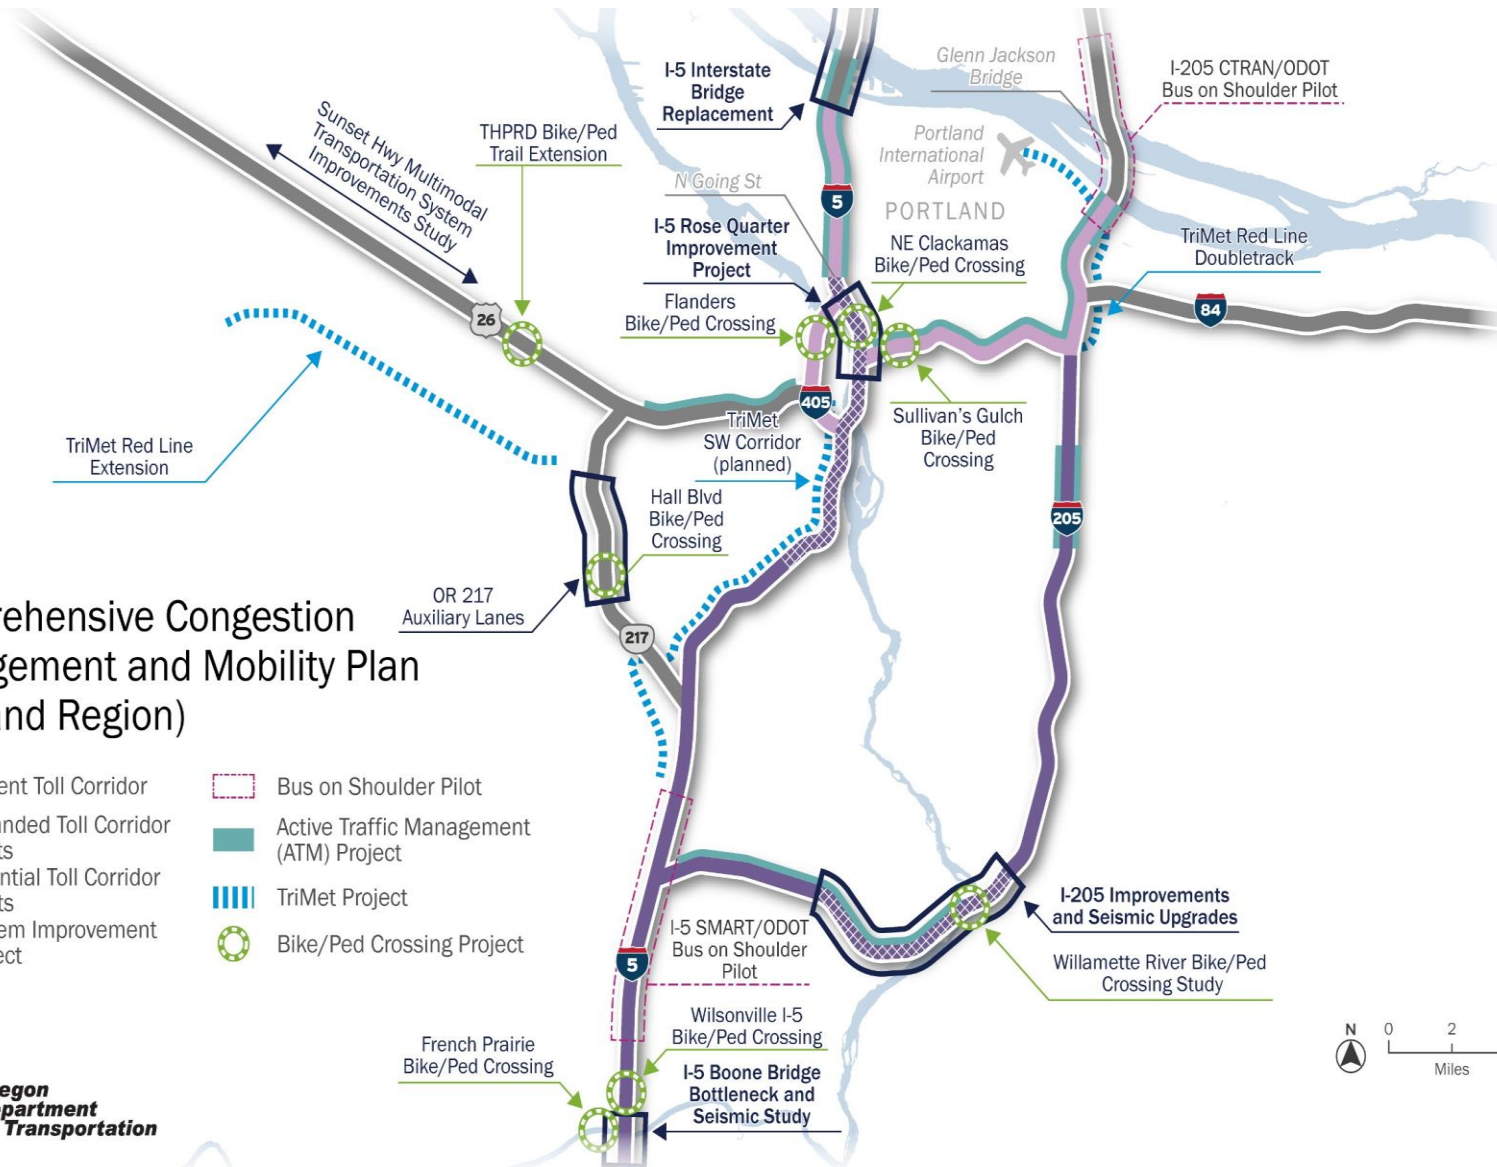 I-5 Interstate
Bridge
Replacement
Glenn Jackson
Bridge
I-205 CTRAN/ODOT
Bus on Shoulder Pilot
Sunset Hwy Multimodal
Transportation System
Improvements Study
THPRD Bike/Ped
Trail Extension
Portland
International
Airport
N Going St
5
PORTLAND
I-5 Rose Quarter
Improvement
Project
NE Clackamas
Bike/Ped Crossing
TriMet Red Line
Doubletrack
Flanders
Bike/Ped Crossing
26
84
405
TriMet
SW Corridor
(planned)
Sullivan's Gulch
Bike/Ped
Crossing
TriMet Red Line
Extension
Hall Blvd
Bike/Ped
Crossing
205
OR 217
Auxiliary Lanes
217
rehensive Congestion
gement and Mobility Plan
and Region)
ent Toll Corridor
anded Toll Corridor
ts
ential Toll Corridor
ts
em Improvement
ect
Bus on Shoulder Pilot
Active Traffic Management
(ATM) Project
TriMet Project
Bike/Ped Crossing Project
I-5 SMART/ODOT
Bus on Shoulder
Pilot
5
I-205 Improvements
and Seismic Upgrades
Willamette River Bike/Ped
Crossing Study
Wilsonville I-5
Bike/Ped Crossing
French Prairie
Bike/Ped Crossing
I-5 Boone Bridge
Bottleneck and
Seismic Study
N
0 2
Miles
egon
epartment
Transportation